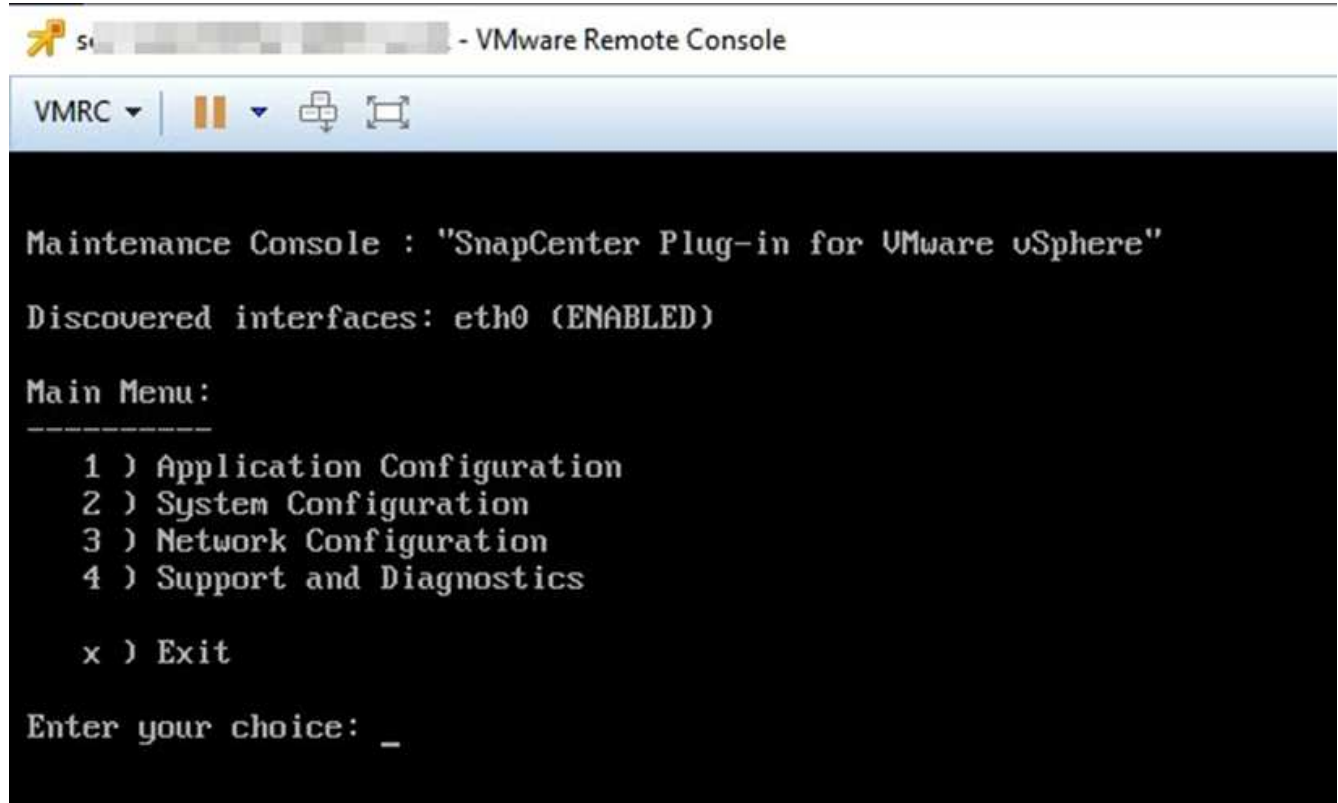 - VMware Remote Console
VMRC
Maintenance Console : "SnapCenter Plug-in for VMware vSphere"
Discovered interfaces: eth0 (ENABLED)
Main Menu:
----------
1 ) Application Configuration
2 ) System Configuration
3 ) Network Configuration
4 ) Support and Diagnostics
x ) Exit
Enter your choice: _